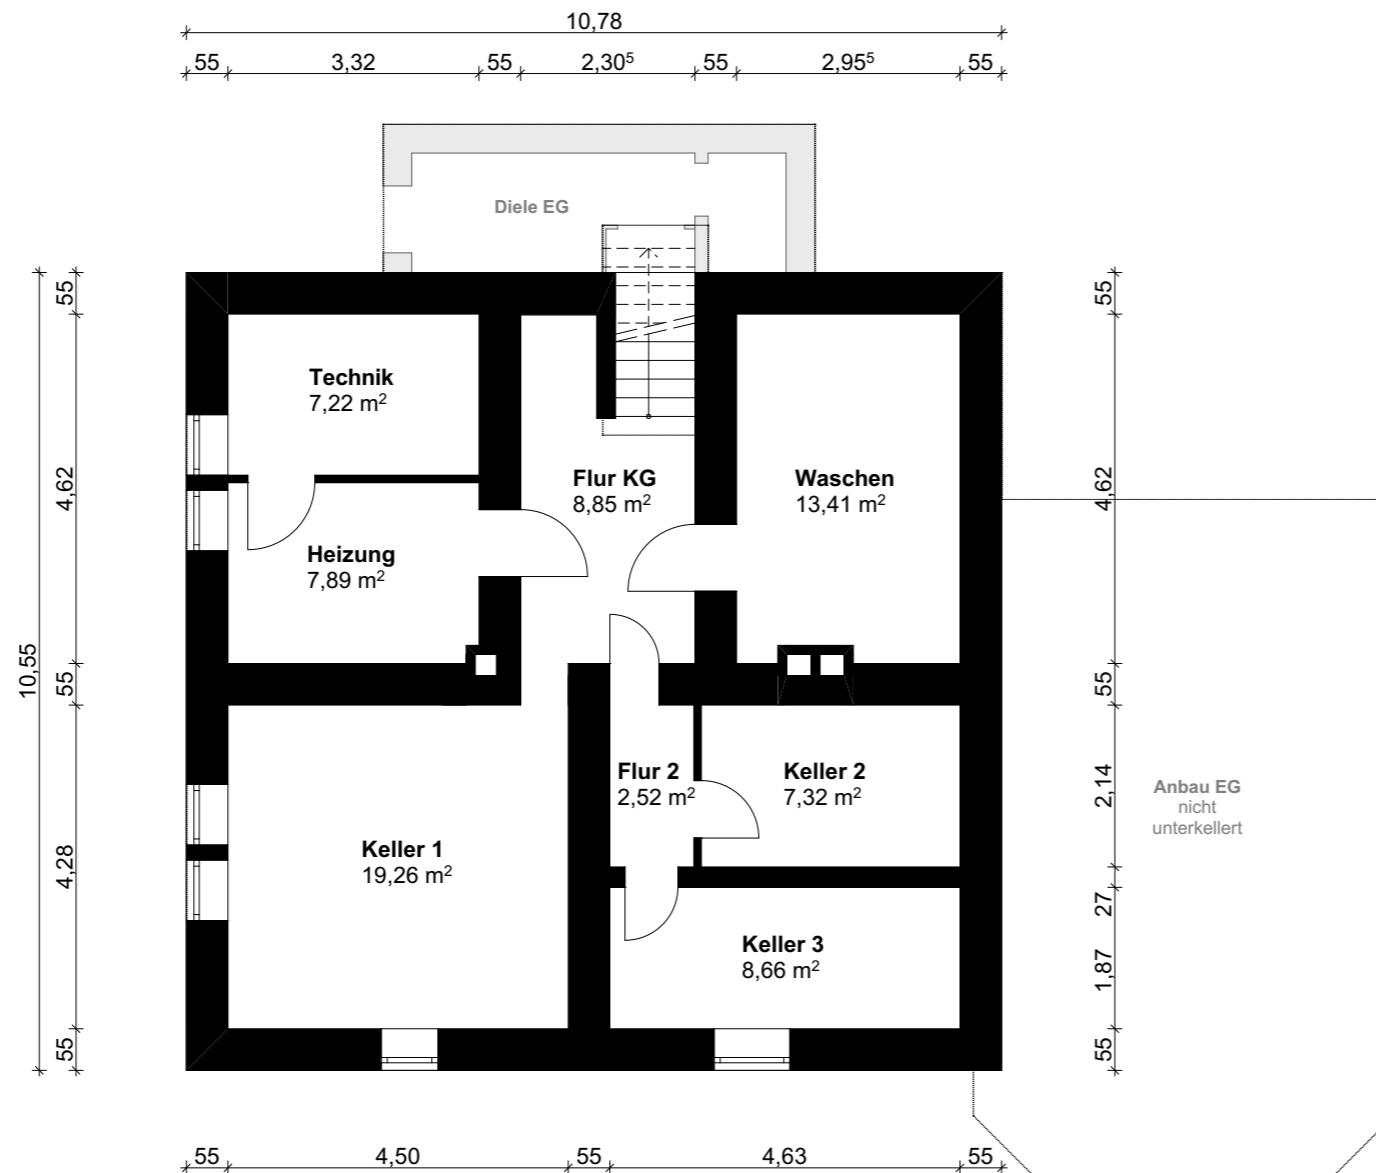 10,78
55 3,32 55 2,30⁵ 55 2,95⁵ 55
Diele EG
55
55
Technik
7,22 m²
4,62
Flur KG
8,85 m²
Waschen
13,41 m²
4,62
Heizung
7,89 m²
10,55
55
55
Flur 2
2,52 m²
Keller 2
7,32 m²
2,14
Anbau EG
nicht
unterkellert
Keller 1
19,26 m²
4,28
27
Keller 3
8,66 m²
1,87
55
55
55 4,50 55 4,63 55